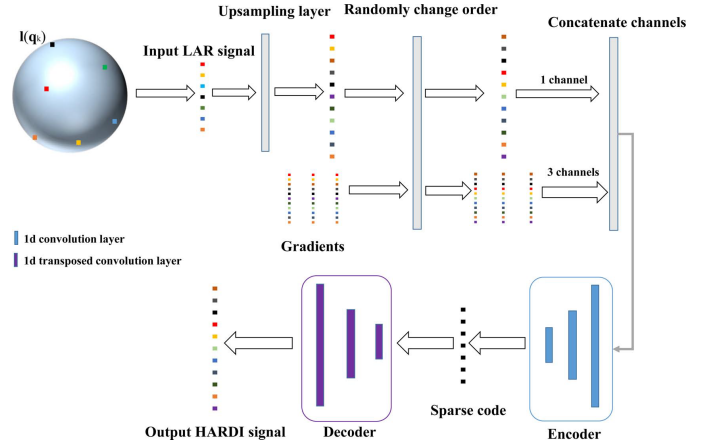 Upsampling layer
Randomly change order
Concatenate channels
l(qₖ)
Input LAR signal
1 channel
3 channels
Gradients
1d convolution layer
1d transposed convolution layer
Output HARDI signal
Decoder
Sparse code
Encoder